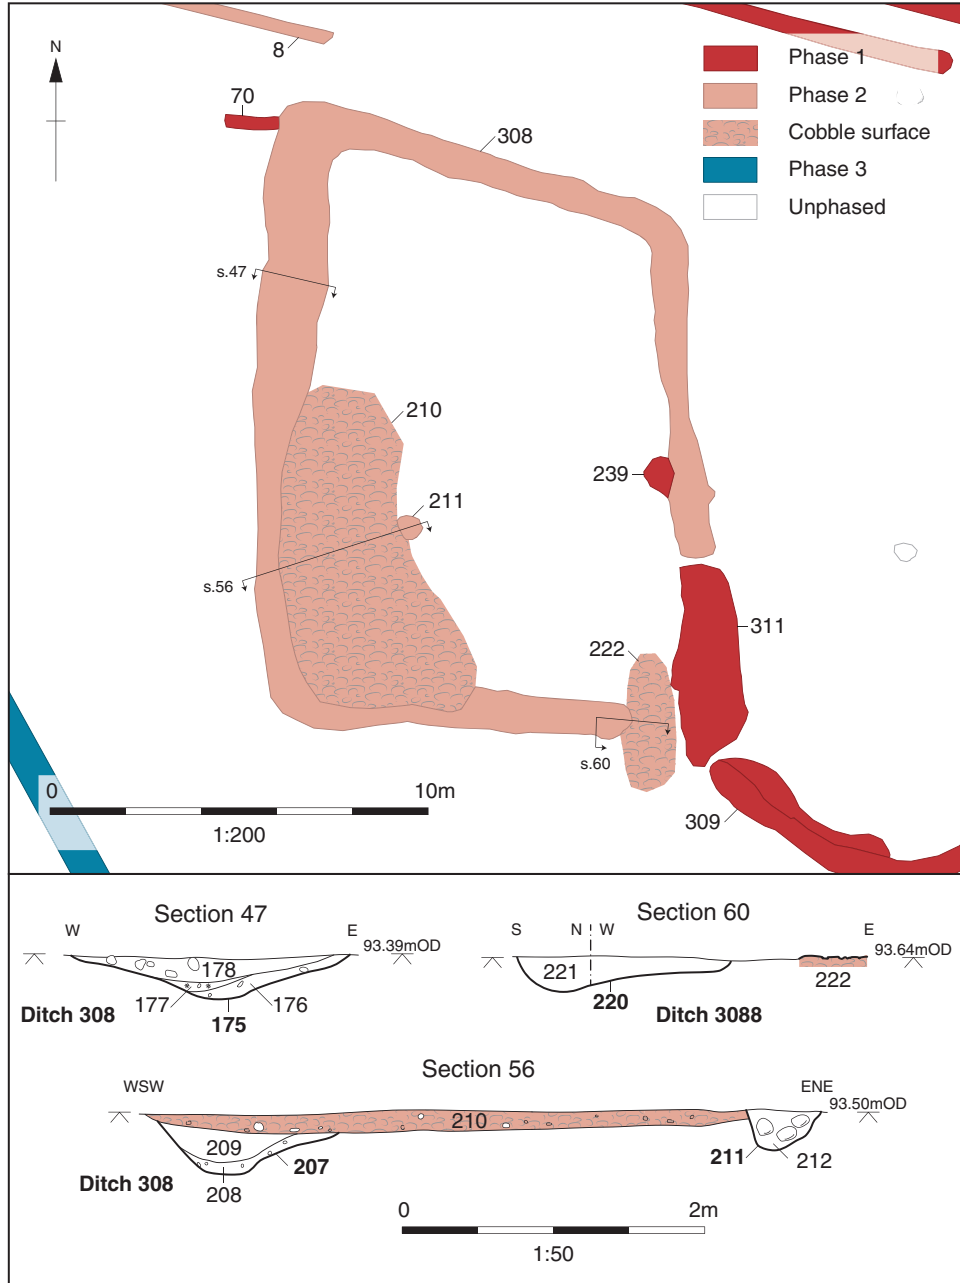 8
N
70
308
Phase 1
Phase 2
Cobble surface
Phase 3
Unphased
s.47
210
211
239
s.56
222
311
s.60
309
0 10m
1:200
Section 47
W E
93.39mOD
178
177 176
175
Ditch 308
Section 60
S N W E
93.64mOD
221
220
222
Ditch 3088
Section 56
WSW ENE
93.50mOD
210
209
207
208
211
212
Ditch 308
0 2m
1:50